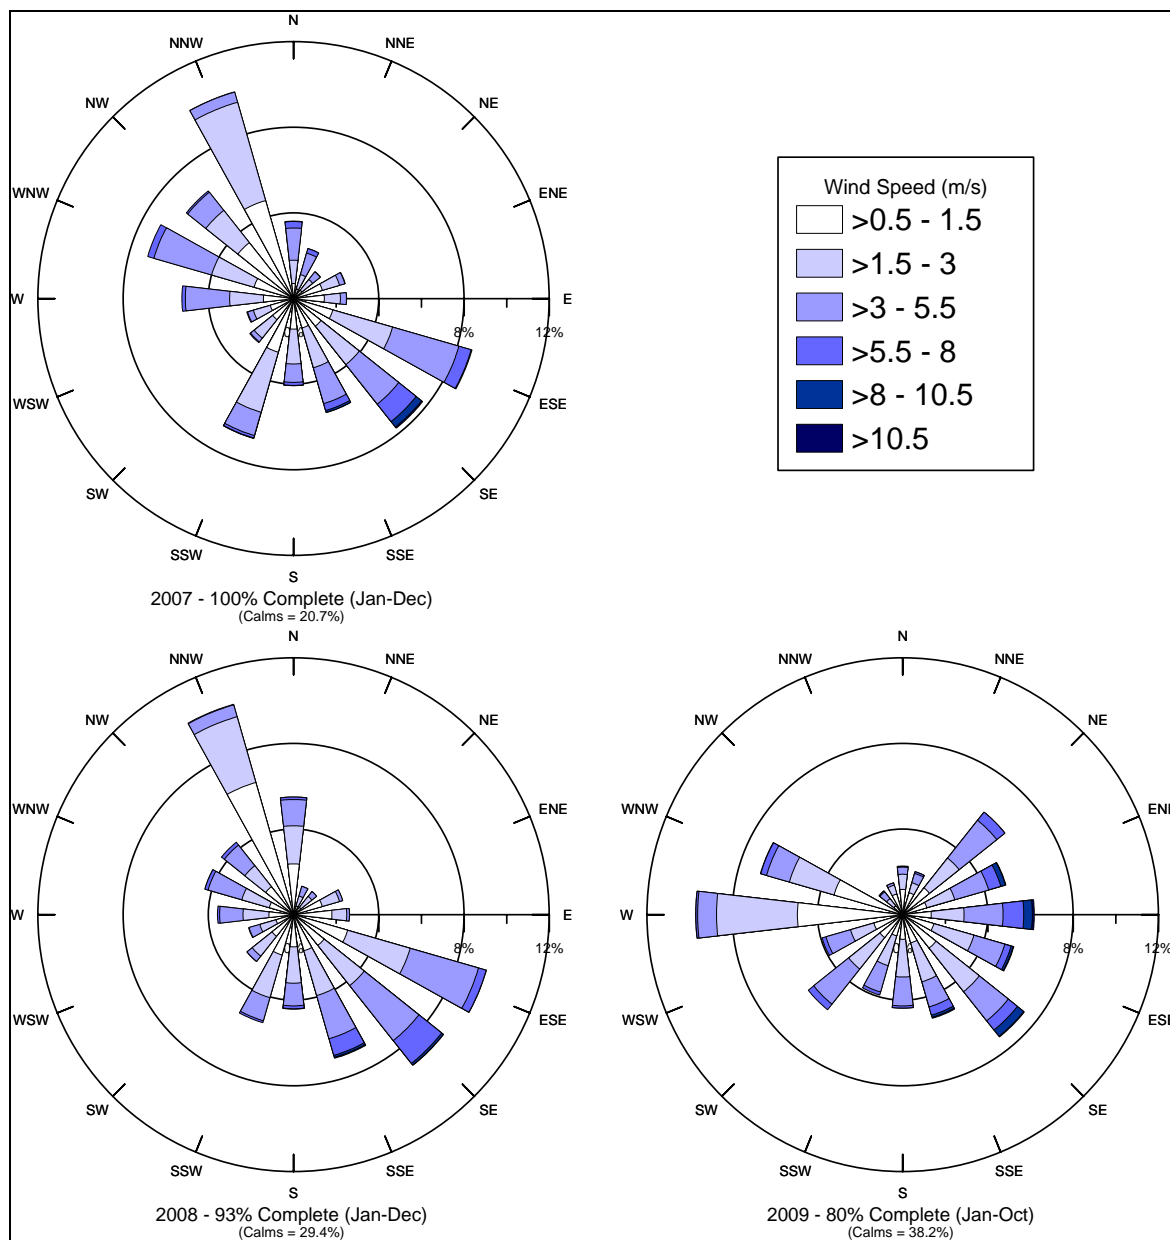 N
NNW
NNE
NW
NE
WNW
ENE
W
E
8%
12%
WSW
ESE
SW
SE
SSW
SSE
S
2007 - 100% Complete (Jan-Dec)
(Calms = 20.7%)
Wind Speed (m/s)
>0.5 - 1.5
>1.5 - 3
>3 - 5.5
>5.5 - 8
>8 - 10.5
>10.5
N
NNW
NNE
NW
NE
WNW
ENE
W
E
8%
12%
WSW
ESE
SW
SE
SSW
SSE
S
2008 - 93% Complete (Jan-Dec)
(Calms = 29.4%)
N
NNW
NNE
NW
NE
WNW
ENE
W
E
8%
12%
WSW
ESE
SW
SE
SSW
SSE
S
2009 - 80% Complete (Jan-Oct)
(Calms = 38.2%)